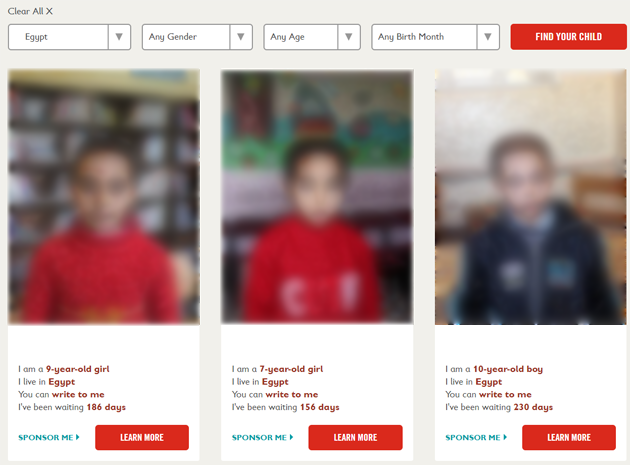 Clear All X
Egypt
Any Gender
Any Age
Any Birth Month
FIND YOUR CHILD
I am a 9-year-old girl
I live in Egypt
You can write to me
I've been waiting 186 days
SPONSOR ME
LEARN MORE
I am a 7-year-old girl
I live in Egypt
You can write to me
I've been waiting 156 days
SPONSOR ME
LEARN MORE
I am a 10-year-old boy
I live in Egypt
You can write to me
I've been waiting 230 days
SPONSOR ME
LEARN MORE